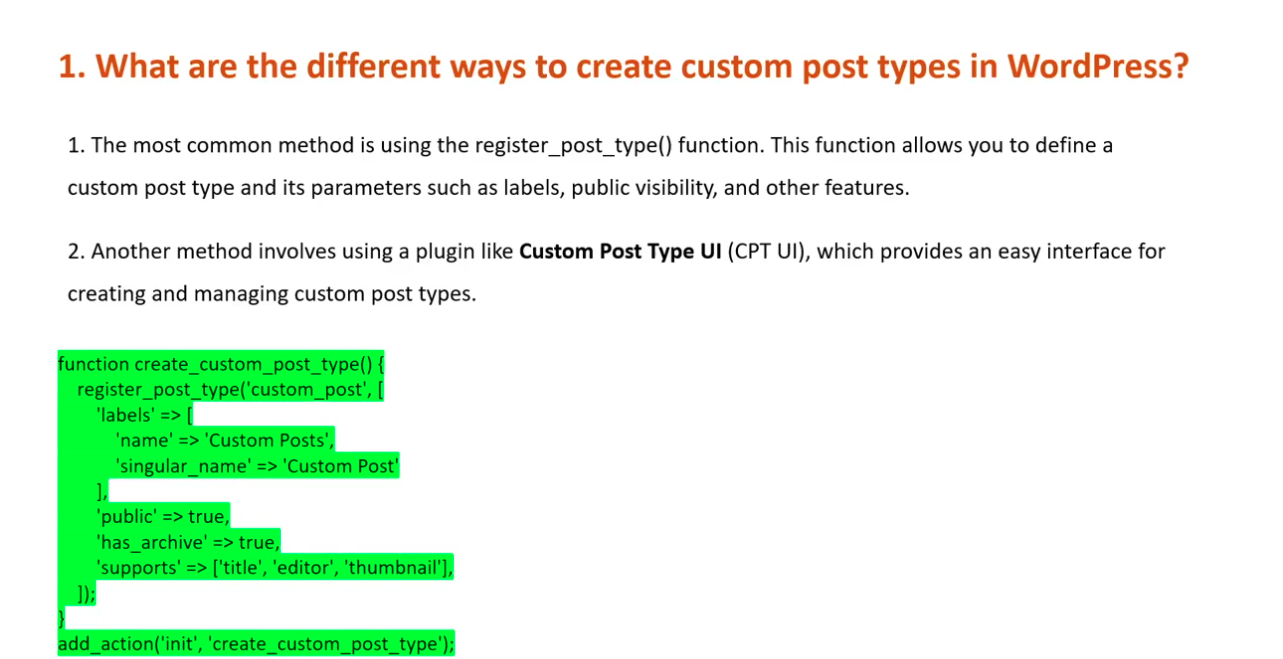 1. What are the different ways to create custom post types in WordPress?
1. The most common method is using the register_post_type() function. This function allows you to define a
custom post type and its parameters such as labels, public visibility, and other features.
2. Another method involves using a plugin like Custom Post Type UI (CPT UI), which provides an easy interface for
creating and managing custom post types.
function create_custom_post_type() {
register_post_type('custom_post', [
'labels' => [
'name' => 'Custom Posts',
'singular_name' => 'Custom Post'
],
'public' => true,
'has_archive' => true,
'supports' => ['title', 'editor', 'thumbnail'],
]);
}
add_action('init', 'create_custom_post_type');